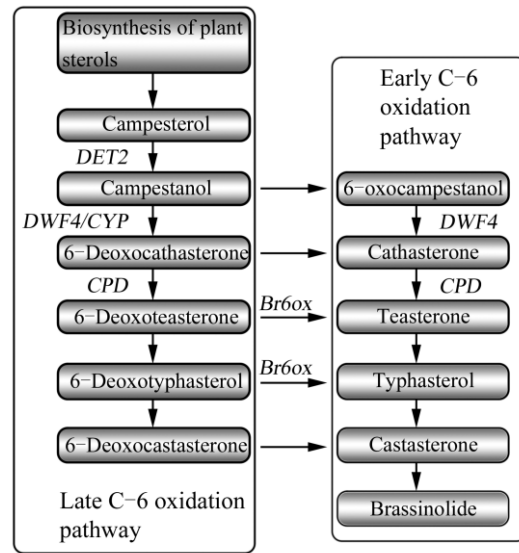 Biosynthesis of plant
sterols
Campesterol
DET2
Campestanol
DWF4/CYP
6-Deoxocathasterone
CPD
6-Deoxoteasterone
6-Deoxotyphasterol
6-Deoxocastasterone
Late C-6 oxidation
pathway
Br6ox
Br6ox
Early C-6
oxidation
pathway
6-oxocampestanol
DWF4
Cathasterone
CPD
Teasterone
Typhasterol
Castasterone
Brassinolide